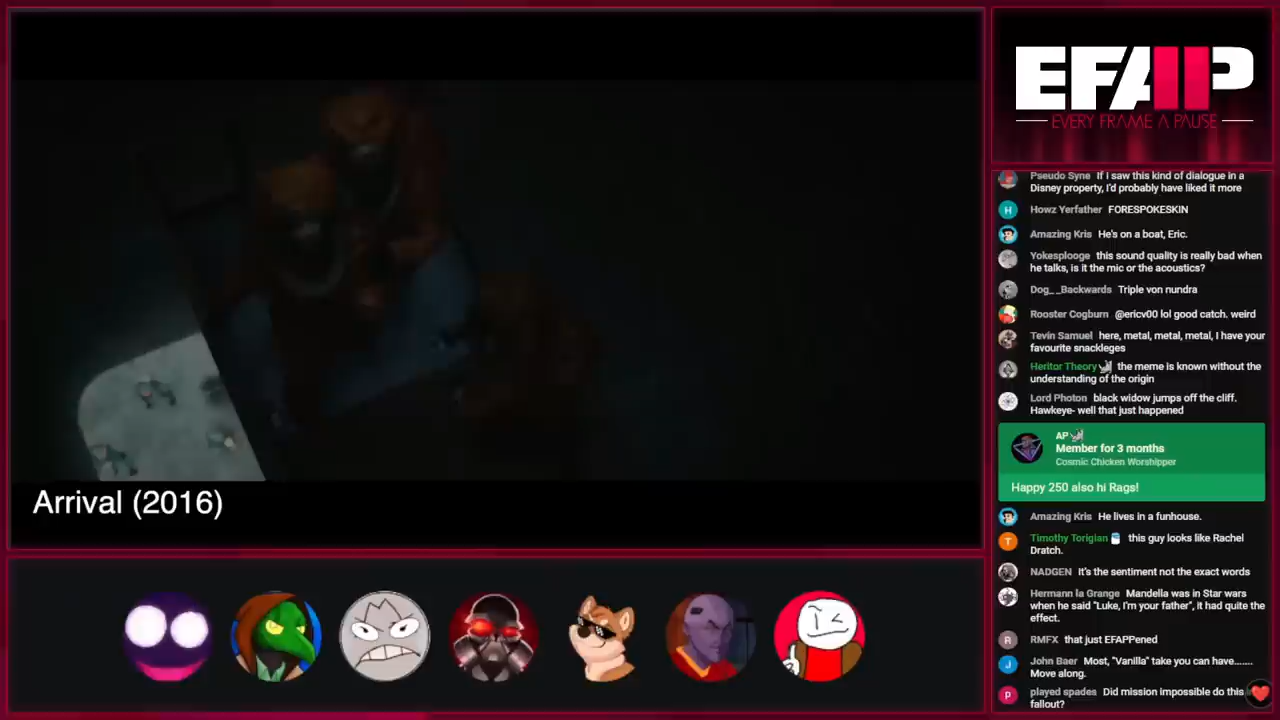 Arrival (2016)
EFAP
EVERY FRAME A PAUSE
Pseudo Syne If I saw this kind of dialogue in a
Disney property, I'd probably have liked it more
H
Howz Yerfather FORESPOKESKIN
Amazing Kris He's on a boat, Eric.
Yokesplooge this sound quality is really bad when
he talks, is it the mic or the acoustics?
Dog__Backwards Triple von nundra
Rooster Cogburn @ericv00 lol good catch. weird
Tevin Samuel here, metal, metal, metal, I have your
favourite snackleges
Heritor Theory the meme is known without the
understanding of the origin
Lord Photon black widow jumps off the cliff.
Hawkeye- well that just happened
AP
Member for 3 months
Cosmic Chicken Worshipper
Happy 250 also hi Rags!
Amazing Kris He lives in a funhouse.
T
Timothy Torigian this guy looks like Rachel
Dratch.
NADGEN It's the sentiment not the exact words
Hermann la Grange Mandella was in Star wars
when he said "Luke, I'm your father", it had quite the
effect.
R
RMFX that just EFAPpened
J
John Baer Most, "Vanilla" take you can have.......
Move along.
P
played spades Did mission impossible do this
fallout?